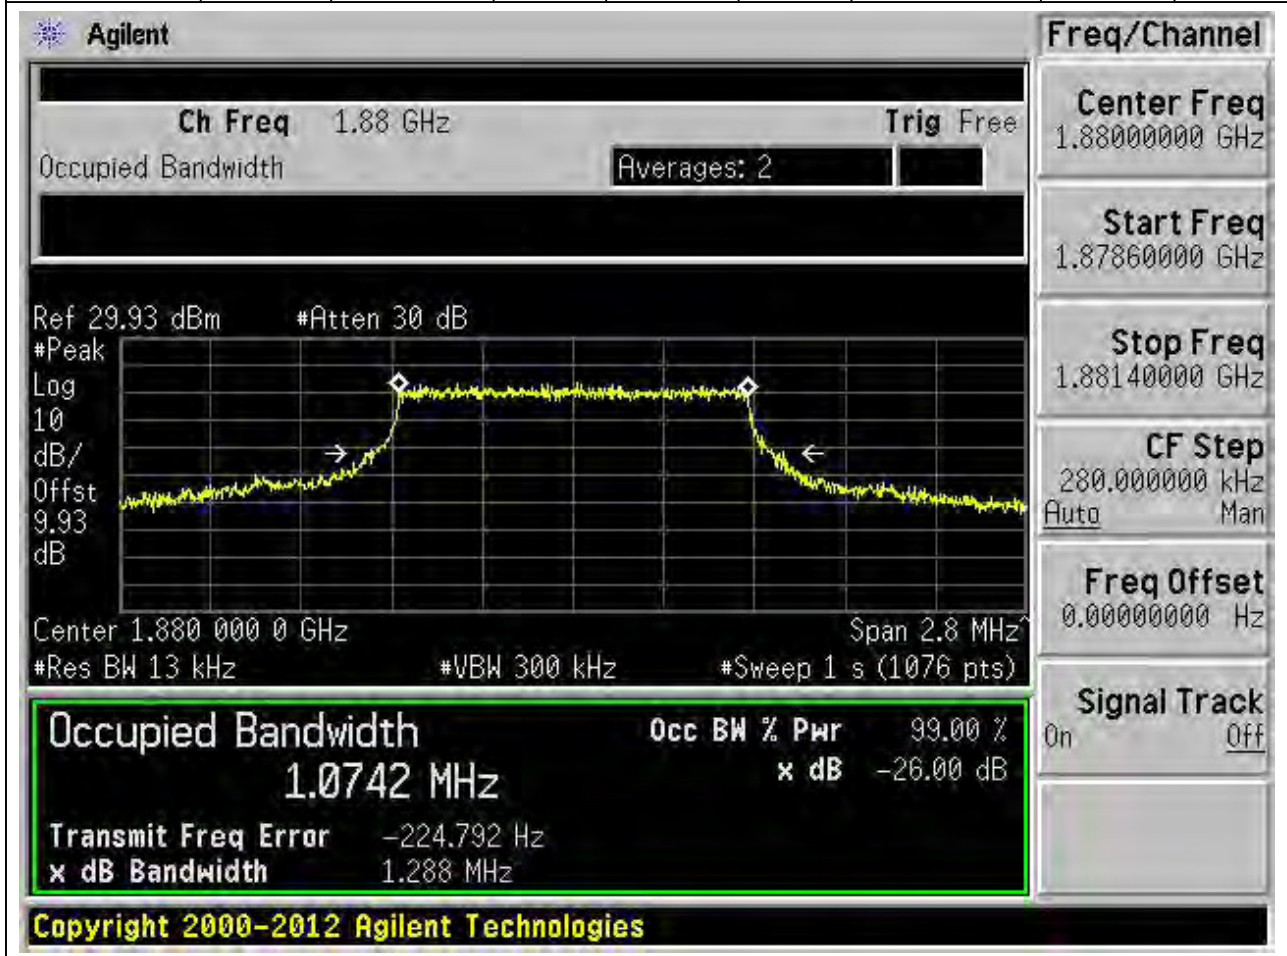 Agilent
Freq/Channel
Ch Freq 1.88 GHz Trig Free
Occupied Bandwidth Averages: 2
Center Freq
1.88000000 GHz
Start Freq
1.87860000 GHz
Stop Freq
1.88140000 GHz
CF Step
280.000000 kHz
Auto Man
Freq Offset
0.00000000 Hz
Signal Track
On Off
Ref 29.93 dBm #Atten 30 dB
#Peak
Log
10
dB/
Offst
9.93
dB
Center 1.880 000 0 GHz Span 2.8 MHz^
#Res BW 13 kHz #VBW 300 kHz #Sweep 1 s (1076 pts)
Occupied Bandwidth Occ BW % Pwr 99.00 %
1.0742 MHz x dB -26.00 dB
Transmit Freq Error -224.792 Hz
x dB Bandwidth 1.288 MHz
Copyright 2000-2012 Agilent Technologies